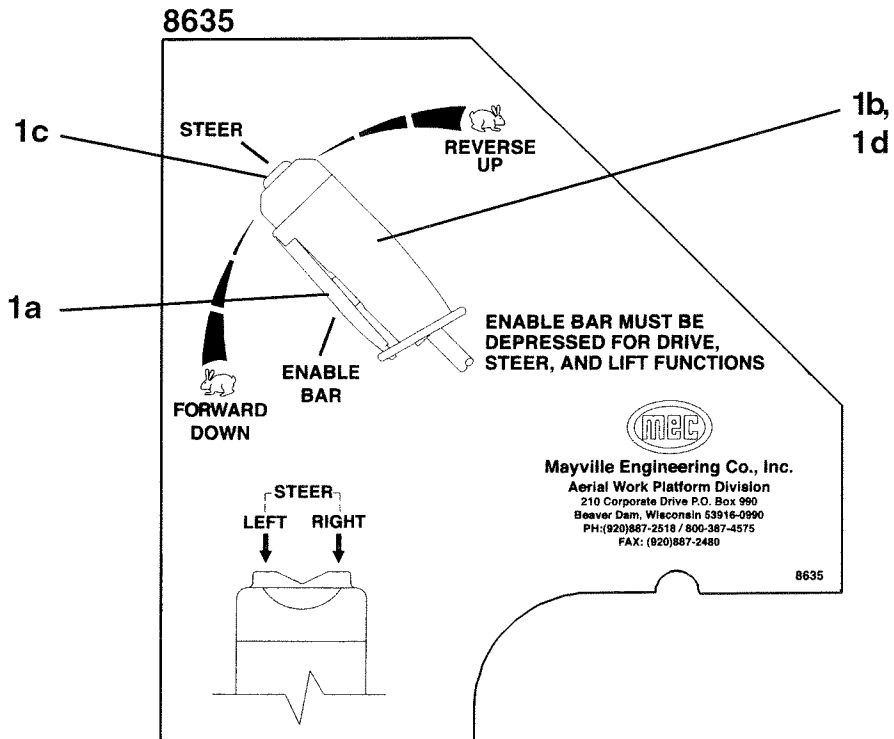 8635
1c
STEER
REVERSE
UP
1b,
1d
1a
ENABLE
BAR
FORWARD
DOWN
ENABLE BAR MUST BE
DEPRESSED FOR DRIVE,
STEER, AND LIFT FUNCTIONS
mec
Mayville Engineering Co., Inc.
Aerial Work Platform Division
210 Corporate Drive P.O. Box 990
Beaver Dam, Wisconsin 53916-0990
PH:(920)887-2518 / 800-387-4575
FAX: (920)887-2480
8635
STEER
LEFT RIGHT